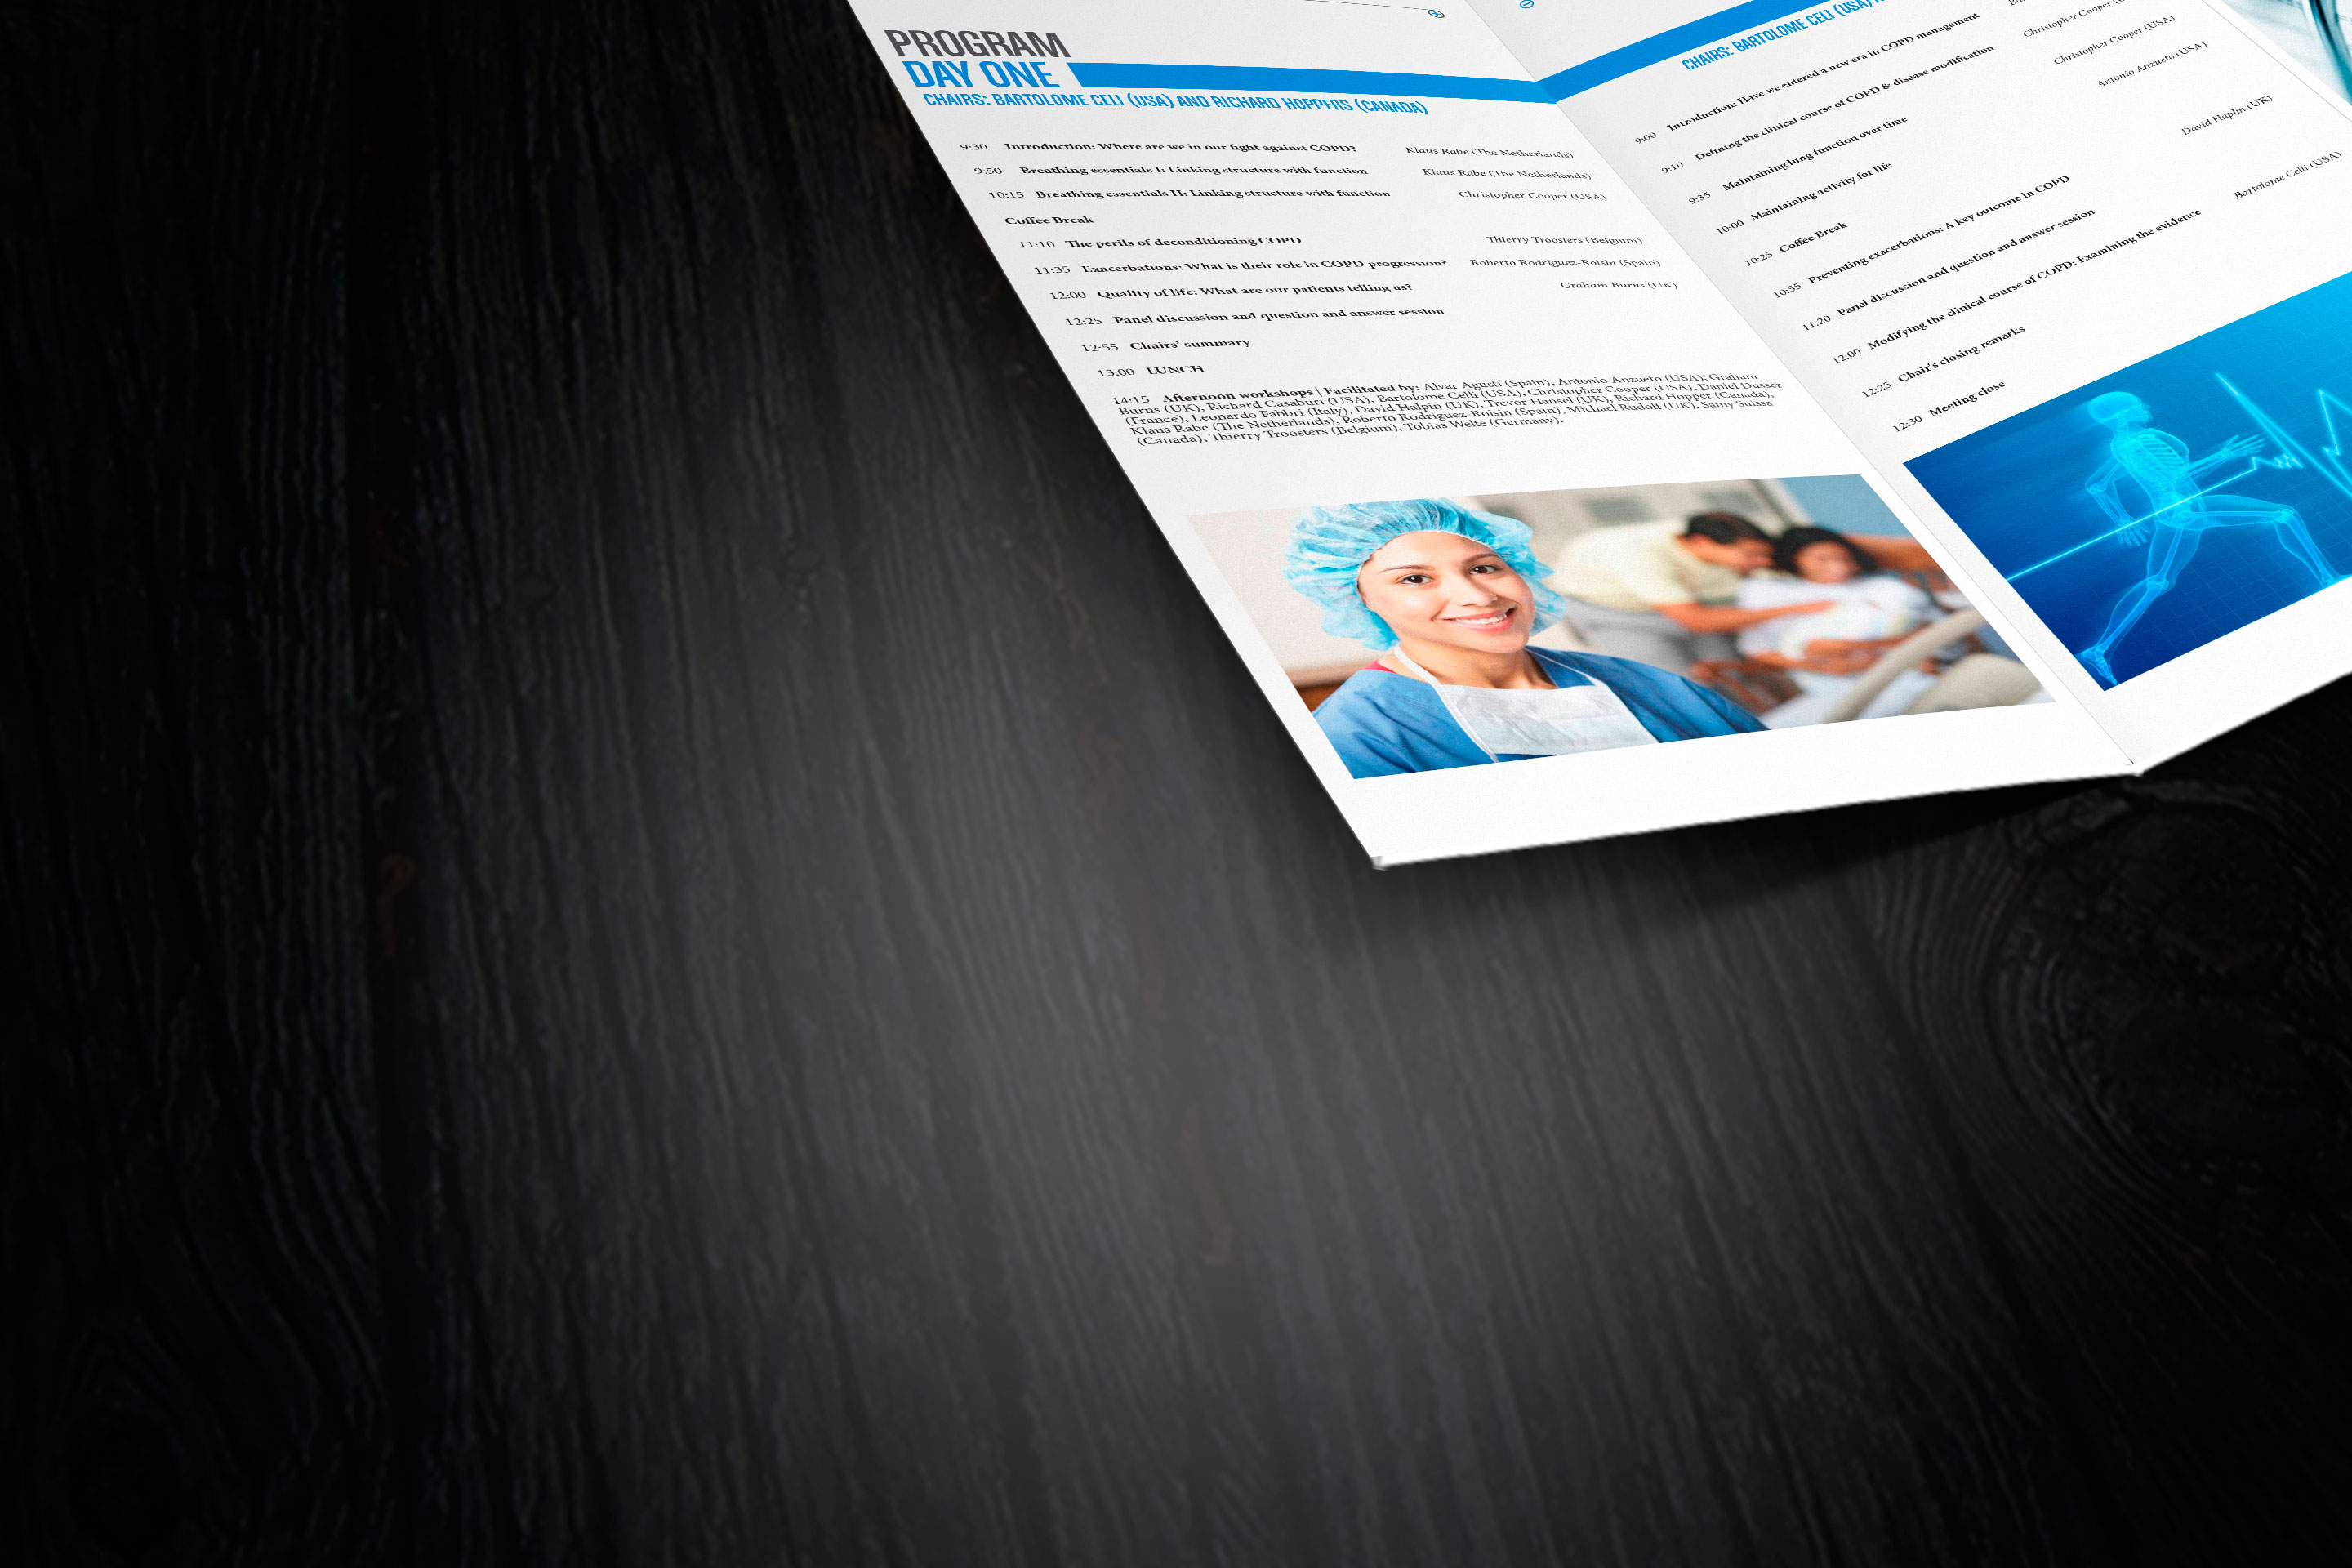 PROGRAM
DAY ONE
CHAIRS: BARTOLOME CELI (USA) AND RICHARD HOPPERS (CANADA)
9:30 Introduction: Where are we in our fight against COPD? Klaus Rabe (The Netherlands)
9:50 Breathing essentials I: Linking structure with function Klaus Rabe (The Netherlands)
10:15 Breathing essentials II: Linking structure with function Christopher Cooper (USA)
Coffee Break
11:10 The perils of deconditioning COPD Thierry Troosters (Belgium)
11:35 Exacerbations: What is their role in COPD progression? Roberto Rodriguez-Roisin (Spain)
12:00 Quality of life: What are our patients telling us? Graham Burns (UK)
12:25 Panel discussion and question and answer session
12:55 Chairs' summary
13:00 LUNCH
14:15 Afternoon workshops | Facilitated by: Alvar Agusti (Spain), Antonio Anzueto (USA), Graham
Burns (UK), Richard Casaburi (USA), Bartolome Celli (USA), Christopher Cooper (USA), Daniel Dusser
(France), Leonardo Fabbri (Italy), David Halpin (UK), Trevor Hansel (UK), Richard Hopper (Canada),
Klaus Rabe (The Netherlands), Roberto Rodriguez-Roisin (Spain), Michael Rudolf (UK), Samy Suissa
(Canada), Thierry Troosters (Belgium), Tobias Welte (Germany).
CHAIRS: BARTOLOME CELI (USA)
9:00 Introduction: Have we entered a new era in COPD management
9:10 Defining the clinical course of COPD & disease modification Christopher Cooper
9:35 Maintaining lung function over time Christopher Cooper (USA)
10:00 Maintaining activity for life Antonio Anzueto (USA)
10:25 Coffee Break
10:55 Preventing exacerbations: A key outcome in COPD David Haplin (UK)
11:20 Panel discussion and question and answer session
12:00 Modifying the clinical course of COPD: Examining the evidence Bartolome Celli (USA)
12:25 Chair's closing remarks
12:30 Meeting close